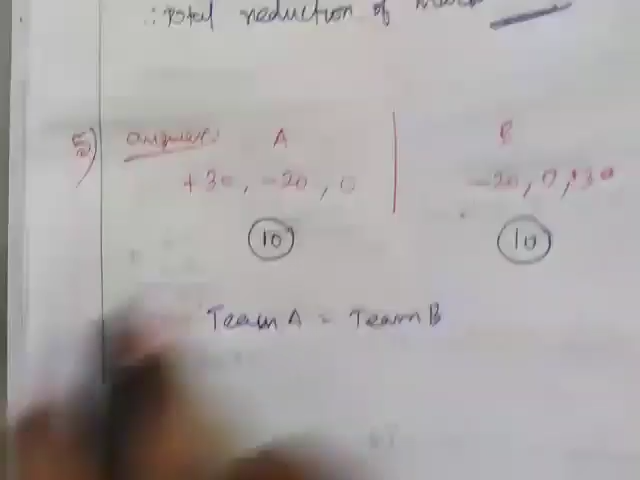 ∴ Total reduction of
5) Answer: A B
+30, -20, 0 -20, 0, +30
10 10
Team A = Team B